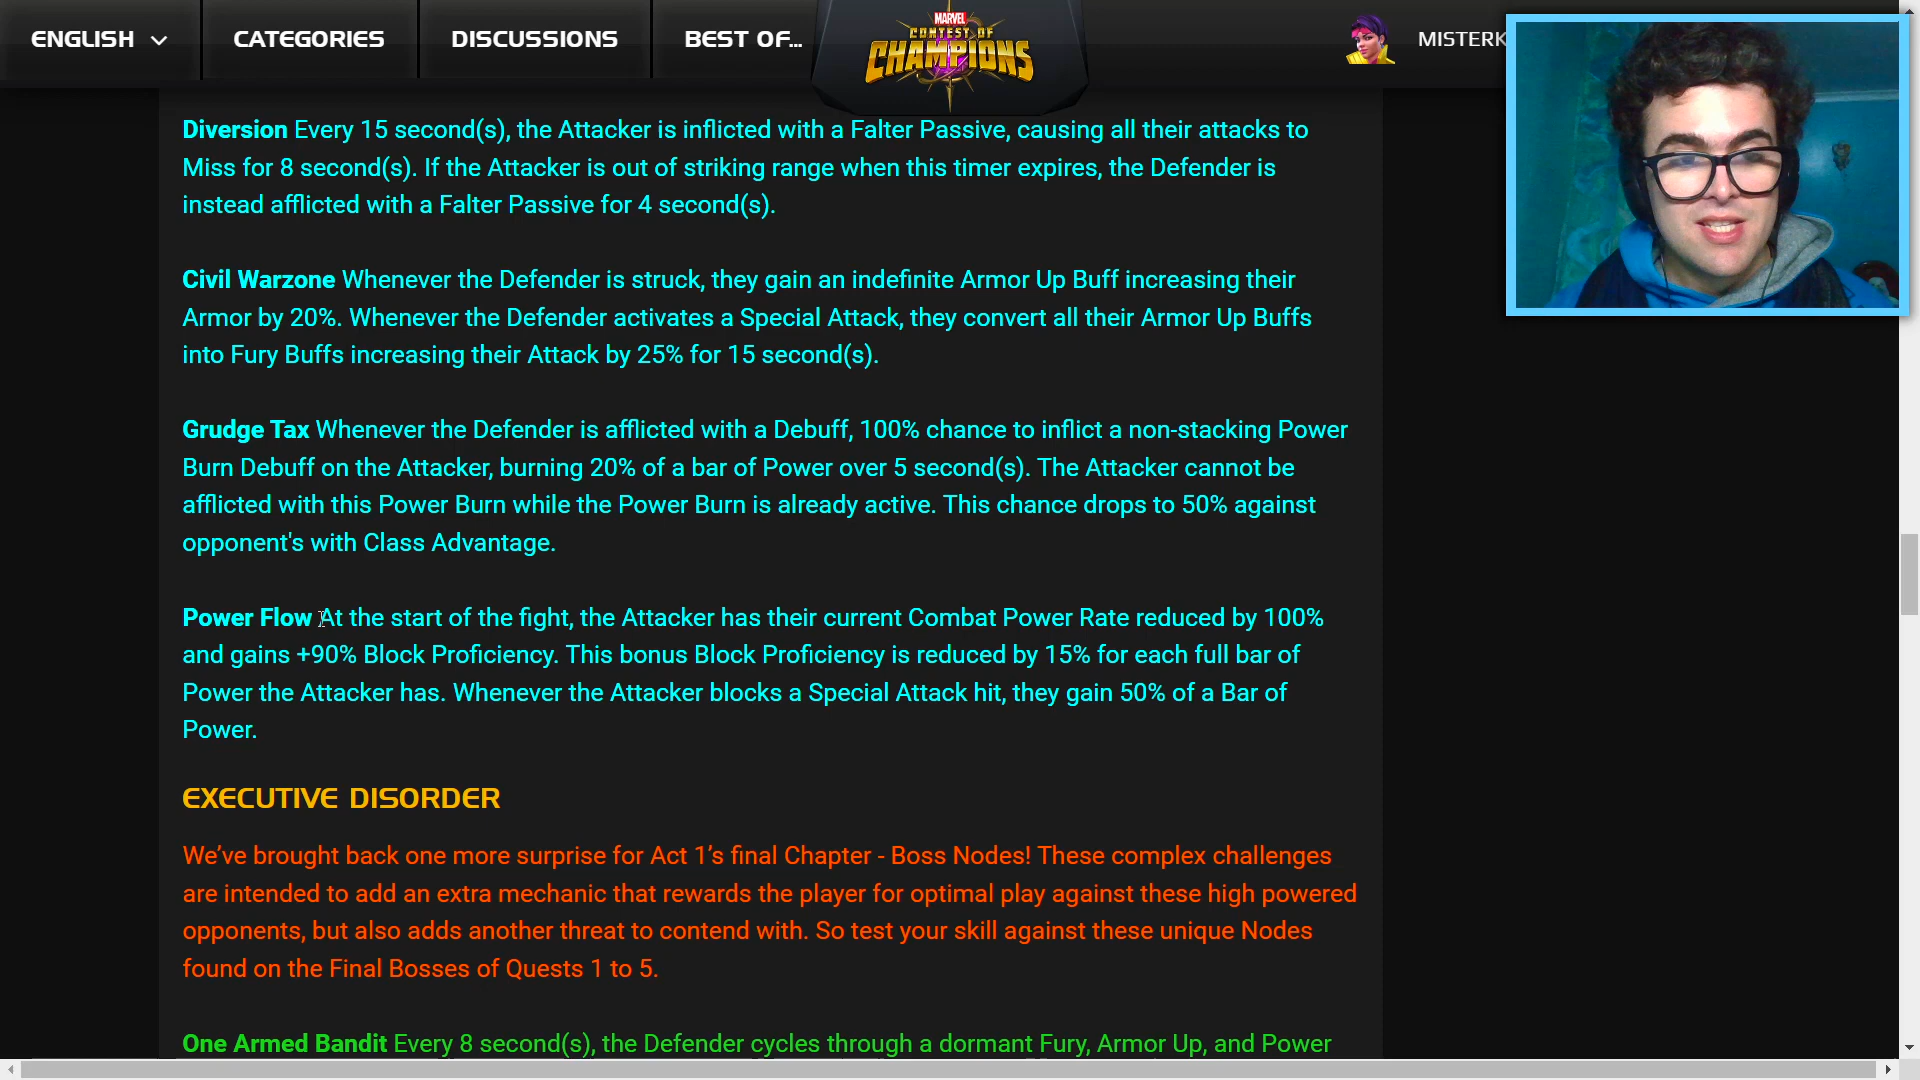 ENGLISH CATEGORIES DISCUSSIONS BEST OF... MARVEL CONTEST OF CHAMPIONS MISTERK
Diversion Every 15 second(s), the Attacker is inflicted with a Falter Passive, causing all their attacks to
Miss for 8 second(s). If the Attacker is out of striking range when this timer expires, the Defender is
instead afflicted with a Falter Passive for 4 second(s).
Civil Warzone Whenever the Defender is struck, they gain an indefinite Armor Up Buff increasing their
Armor by 20%. Whenever the Defender activates a Special Attack, they convert all their Armor Up Buffs
into Fury Buffs increasing their Attack by 25% for 15 second(s).
Grudge Tax Whenever the Defender is afflicted with a Debuff, 100% chance to inflict a non-stacking Power
Burn Debuff on the Attacker, burning 20% of a bar of Power over 5 second(s). The Attacker cannot be
afflicted with this Power Burn while the Power Burn is already active. This chance drops to 50% against
opponent's with Class Advantage.
Power Flow At the start of the fight, the Attacker has their current Combat Power Rate reduced by 100%
and gains +90% Block Proficiency. This bonus Block Proficiency is reduced by 15% for each full bar of
Power the Attacker has. Whenever the Attacker blocks a Special Attack hit, they gain 50% of a Bar of
Power.
EXECUTIVE DISORDER
We've brought back one more surprise for Act 1's final Chapter - Boss Nodes! These complex challenges
are intended to add an extra mechanic that rewards the player for optimal play against these high powered
opponents, but also adds another threat to contend with. So test your skill against these unique Nodes
found on the Final Bosses of Quests 1 to 5.
One Armed Bandit Every 8 second(s), the Defender cycles through a dormant Fury, Armor Up, and Power